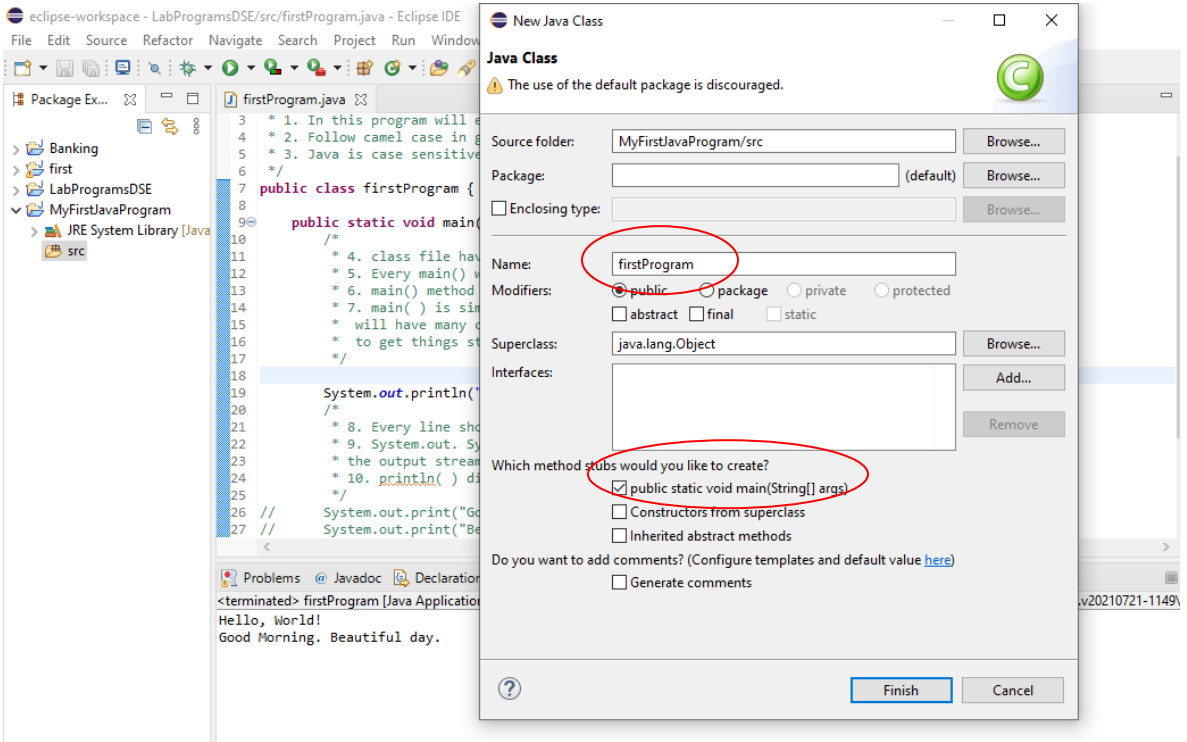 eclipse-workspace - LabProgramsDSE/src/firstProgram.java - Eclipse IDE
File Edit Source Refactor Navigate Search Project Run Window
Package Ex...
Banking
first
LabProgramsDSE
MyFirstJavaProgram
JRE System Library [Java
src
firstProgram.java
3 * 1. In this program will e
4 * 2. Follow camel case in g
5 * 3. Java is case sensitive
6 */
7 public class firstProgram {
8
9 public static void main(
10 /*
11 * 4. class file hav
12 * 5. Every main() w
13 * 6. main() method
14 * 7. main( ) is sim
15 * will have many c
16 * to get things st
17 */
18
19 System.out.println("
20 /*
21 * 8. Every line sho
22 * 9. System.out. Sy
23 * the output stream
24 * 10. println( ) di
25 */
26 // System.out.print("Go
27 // System.out.print("Be
Problems @ Javadoc Declaration
<terminated> firstProgram [Java Application
.v20210721-1149\
Hello, World!
Good Morning. Beautiful day.
New Java Class
Java Class
The use of the default package is discouraged.
C
Source folder: MyFirstJavaProgram/src Browse...
Package: (default) Browse...
Enclosing type: Browse...
Name: firstProgram
Modifiers: public package private protected
abstract final static
Superclass: java.lang.Object Browse...
Interfaces: Add...
Remove
Which method stubs would you like to create?
public static void main(String[] args)
Constructors from superclass
Inherited abstract methods
Do you want to add comments? (Configure templates and default value here)
Generate comments
? Finish Cancel